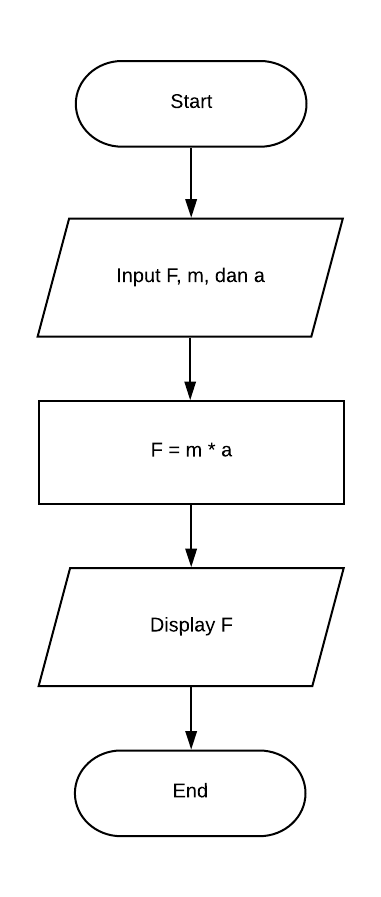 Start
Input F, m, dan a
F = m * a
Display F
End